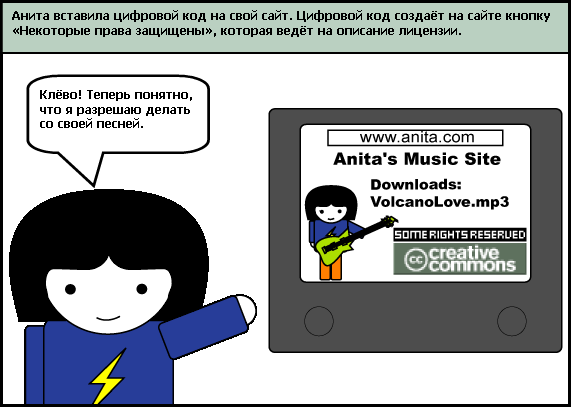 Анита вставила цифровой код на свой сайт. Цифровой код создаёт на сайте кнопку
«Некоторые права защищены», которая ведёт на описание лицензии.
Клёво! Теперь понятно,
что я разрешаю делать
со своей песней.
www.anita.com
Anita's Music Site
Downloads:
VolcanoLove.mp3
SOME RIGHTS RESERVED
cc creative
commons